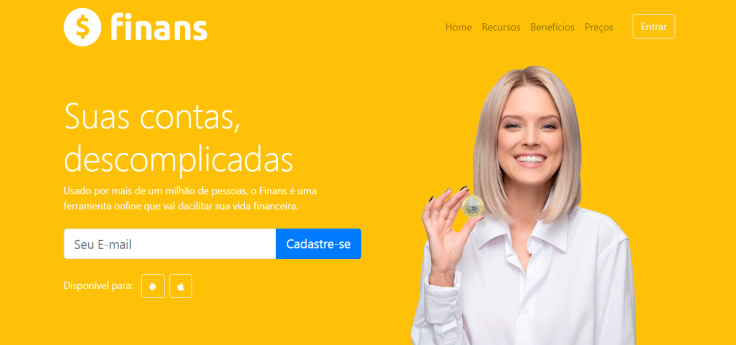 $ finans
Home Recursos Benefícios Preços Entrar
Suas contas,
descomplicadas
Usado por mais de um milhão de pessoas, o Finans é uma
ferramenta online que vai dacilitar sua vida financeira.
Seu E-mail Cadastre-se
Disponível para: